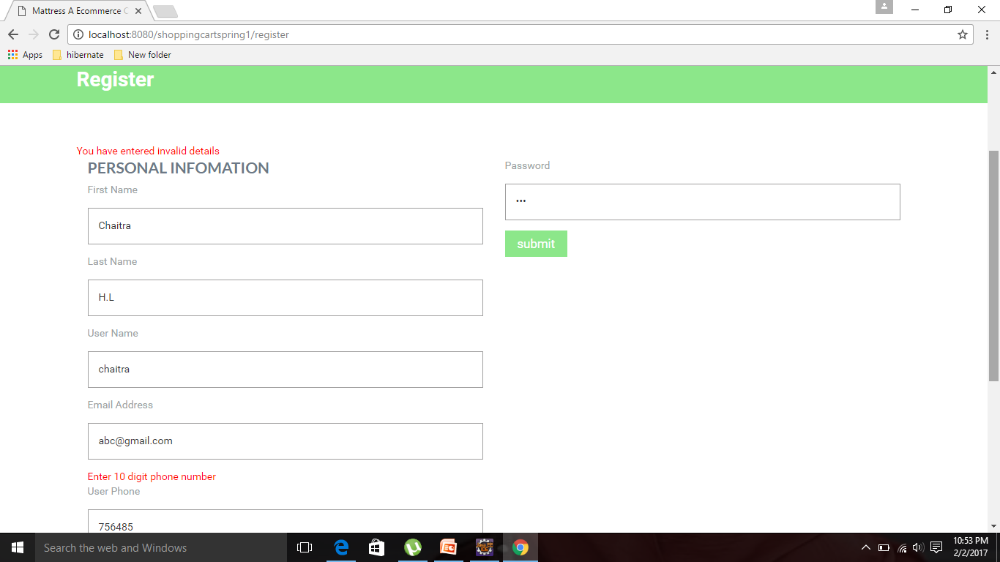 Mattress A Ecommerce C
localhost:8080/shoppingcartspring1/register
Apps
hibernate
New folder
Register
You have entered invalid details
PERSONAL INFOMATION
First Name
Chaitra
Last Name
H.L
User Name
chaitra
Email Address
abc@gmail.com
Enter 10 digit phone number
User Phone
756485
Password
•••
submit
Search the web and Windows
10:53 PM
2/2/2017